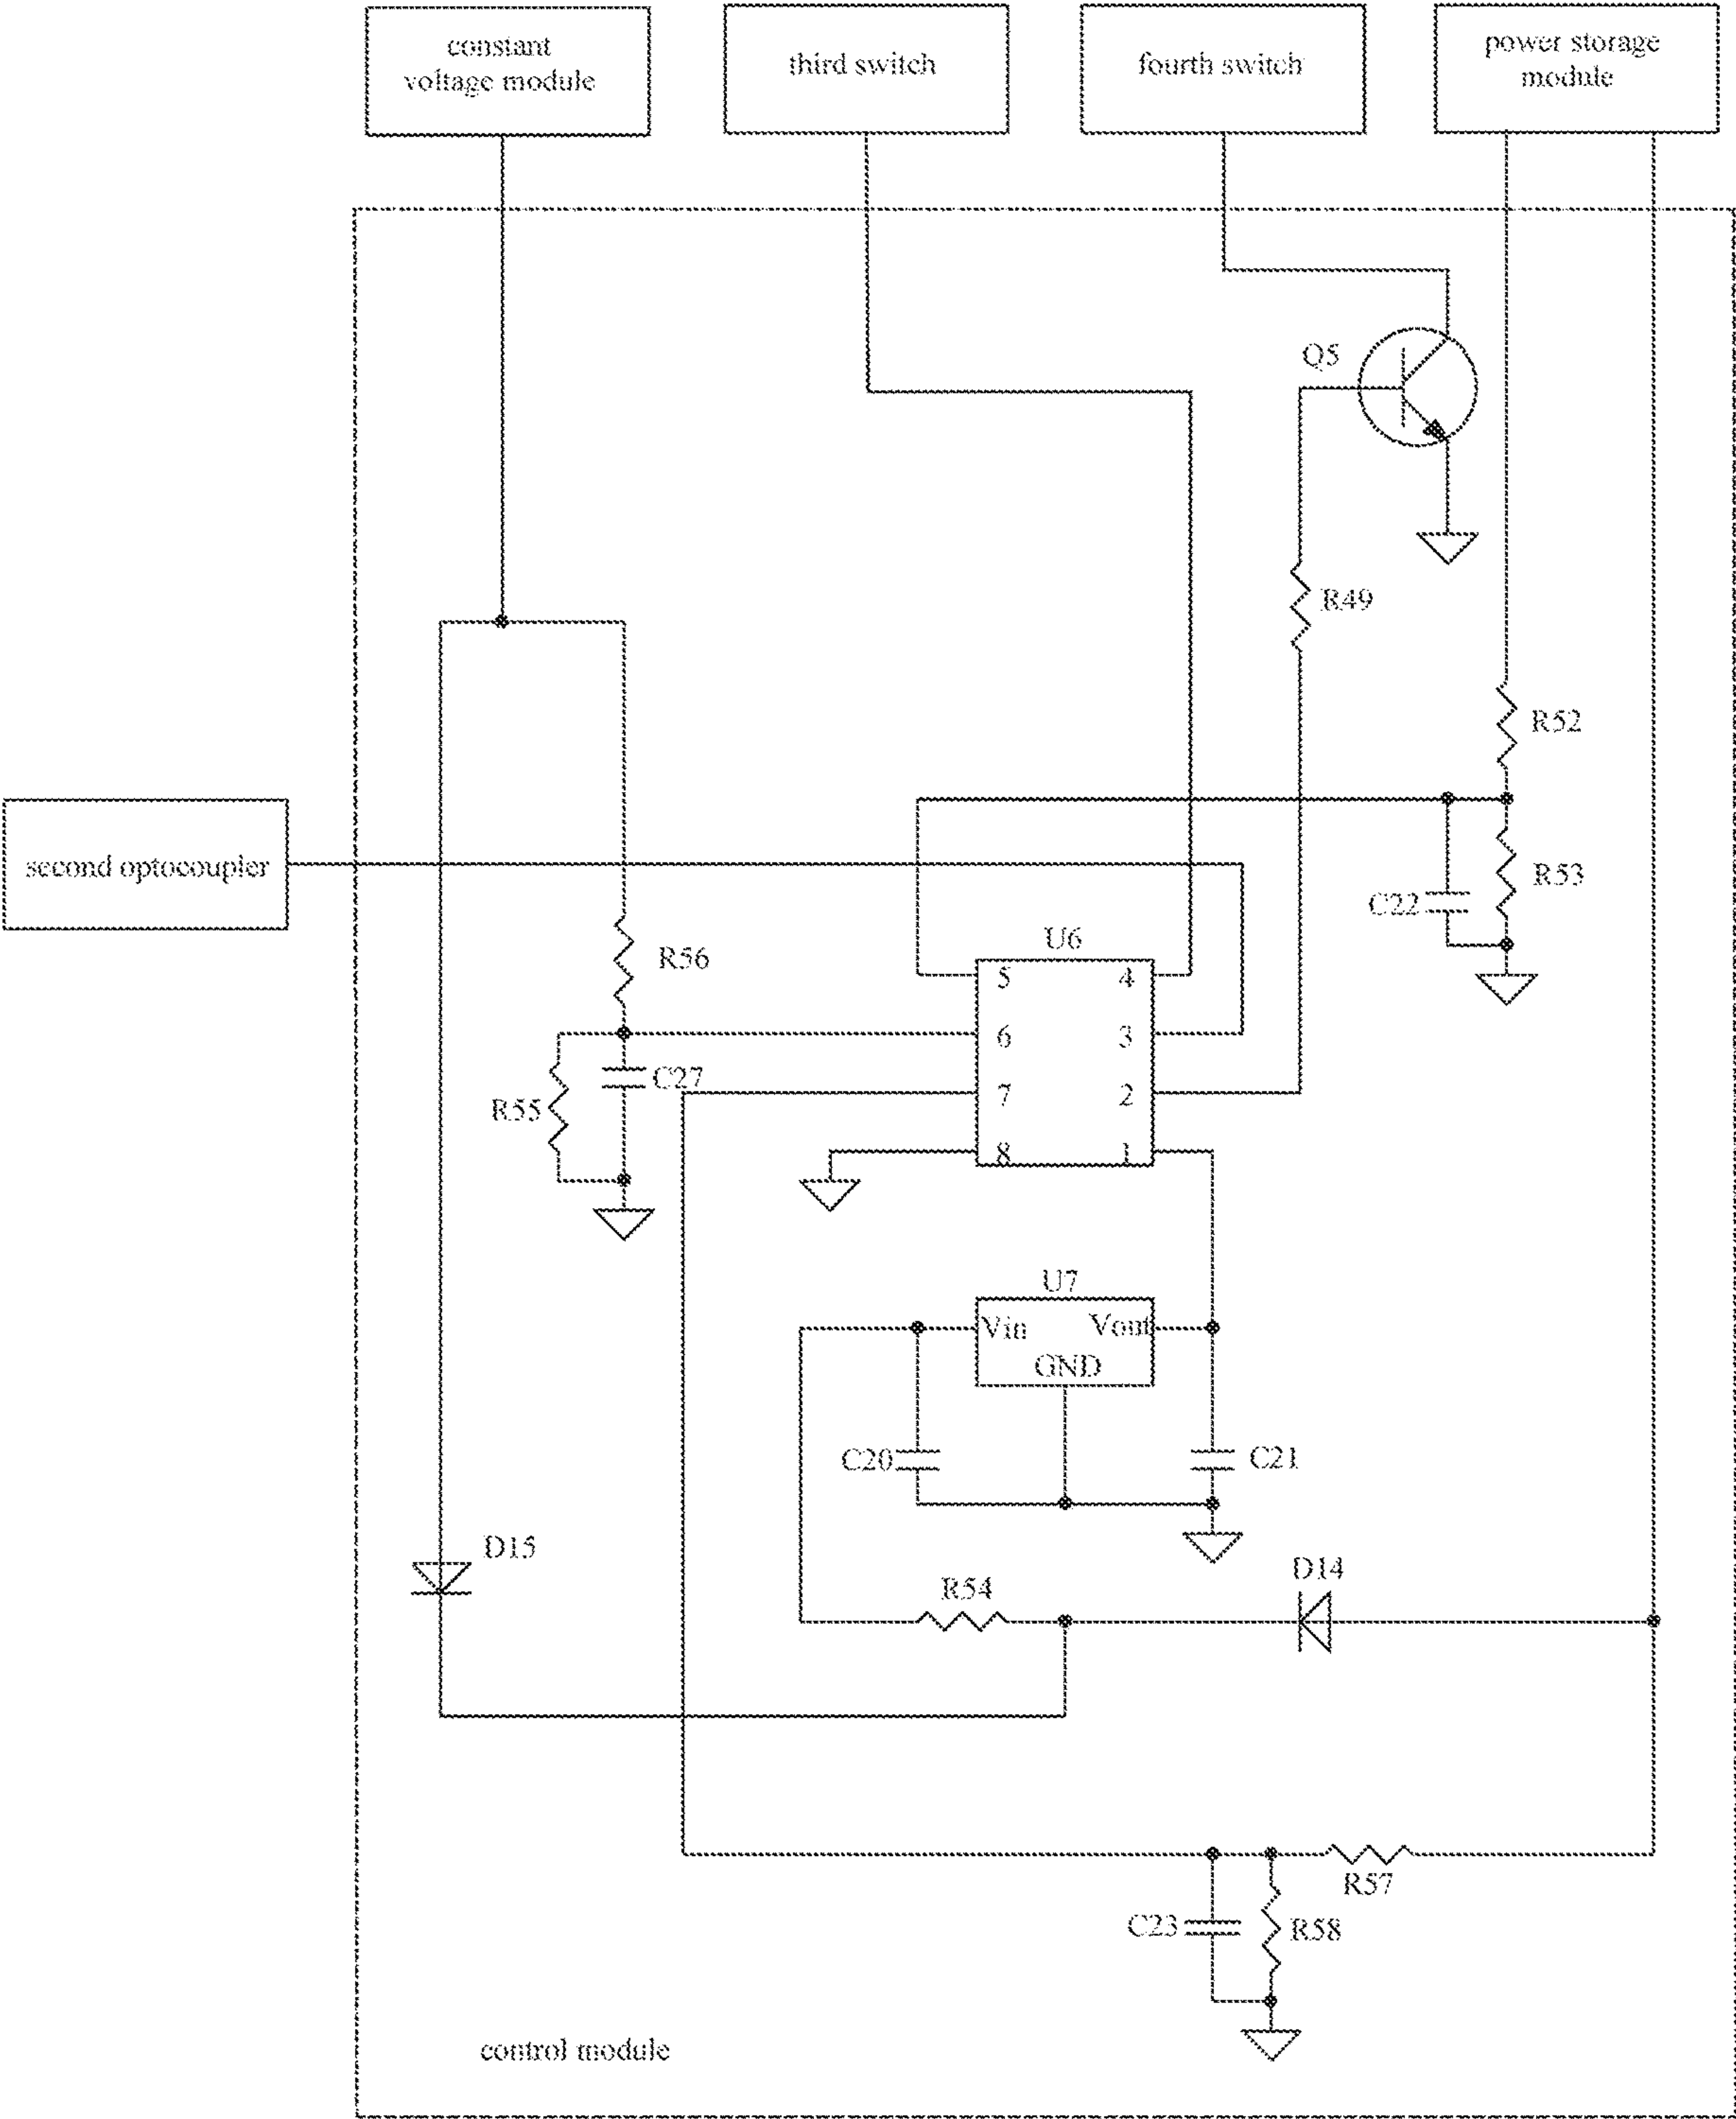 constant
voltage module
third switch
fourth switch
power storage
module
Q5
R49
R52
second optocoupler
R53
C22
U6
R56
5 4
6 3
C27
7 2
R55
8 1
U7
Vin Vout
GND
C20
C21
D15
D14
R54
R57
C23
R58
control module